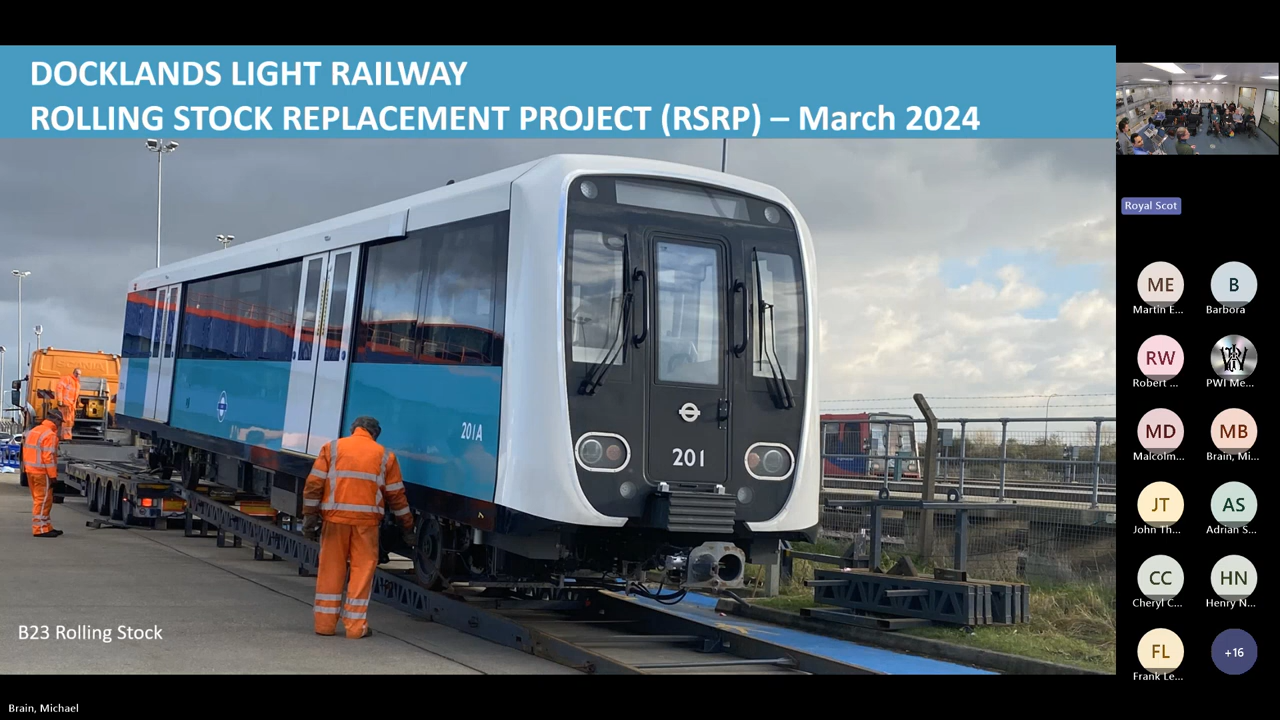 DOCKLANDS LIGHT RAILWAY
ROLLING STOCK REPLACEMENT PROJECT (RSRP) – March 2024
201A
201
B23 Rolling Stock
Royal Scot
ME
Martin E...
B
Barbora
RW
Robert ...
PWI Me...
MD
Malcolm...
MB
Brain, Mi...
JT
John Th...
AS
Adrian S...
CC
Cheryl C...
HN
Henry N...
FL
Frank Le...
+16
Brain, Michael